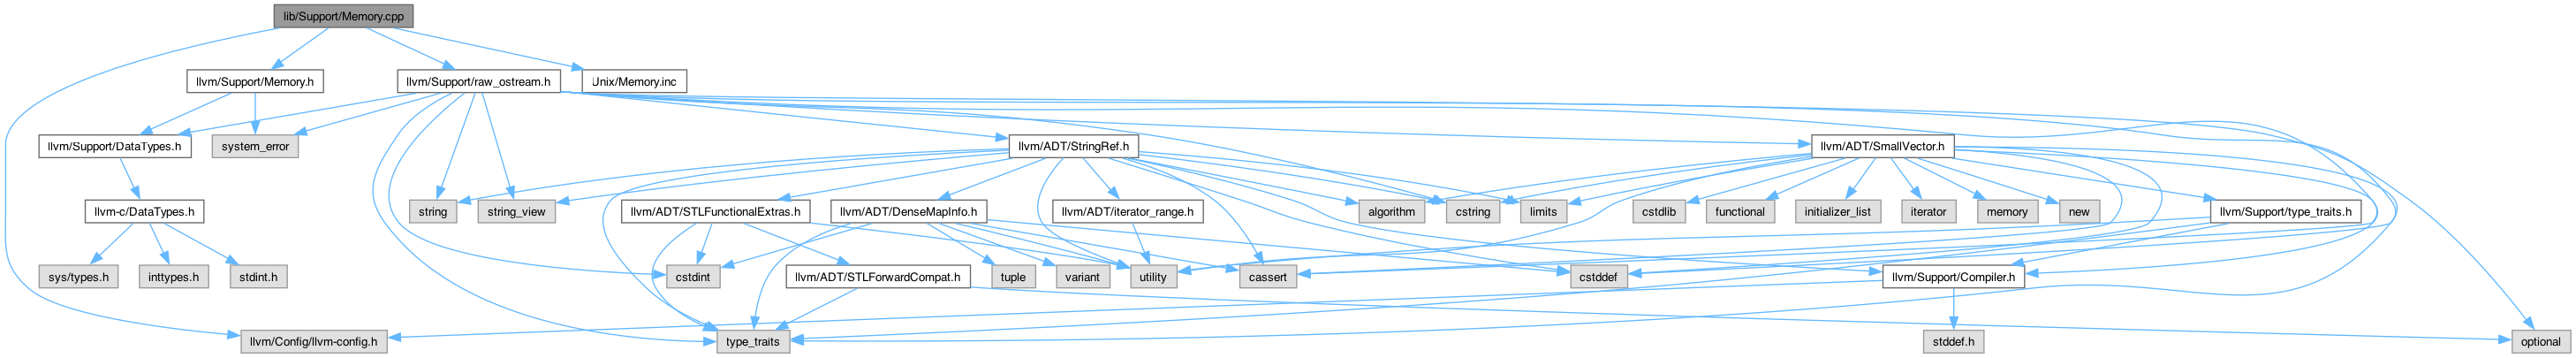 lib/Support/Memory.cpp
llvm/Support/Memory.h
llvm/Support/raw_ostream.h
Unix/Memory.inc
llvm/Support/DataTypes.h
system_error
llvm/ADT/StringRef.h
llvm/ADT/SmallVector.h
llvm-c/DataTypes.h
string
string_view
llvm/ADT/STLFunctionalExtras.h
llvm/ADT/DenseMapInfo.h
llvm/ADT/iterator_range.h
algorithm
cstring
limits
cstdlib
functional
initializer_list
iterator
memory
new
llvm/Support/type_traits.h
sys/types.h
inttypes.h
stdint.h
cstdint
llvm/ADT/STLForwardCompat.h
tuple
variant
utility
cassert
cstddef
llvm/Support/Compiler.h
llvm/Config/llvm-config.h
type_traits
stddef.h
optional